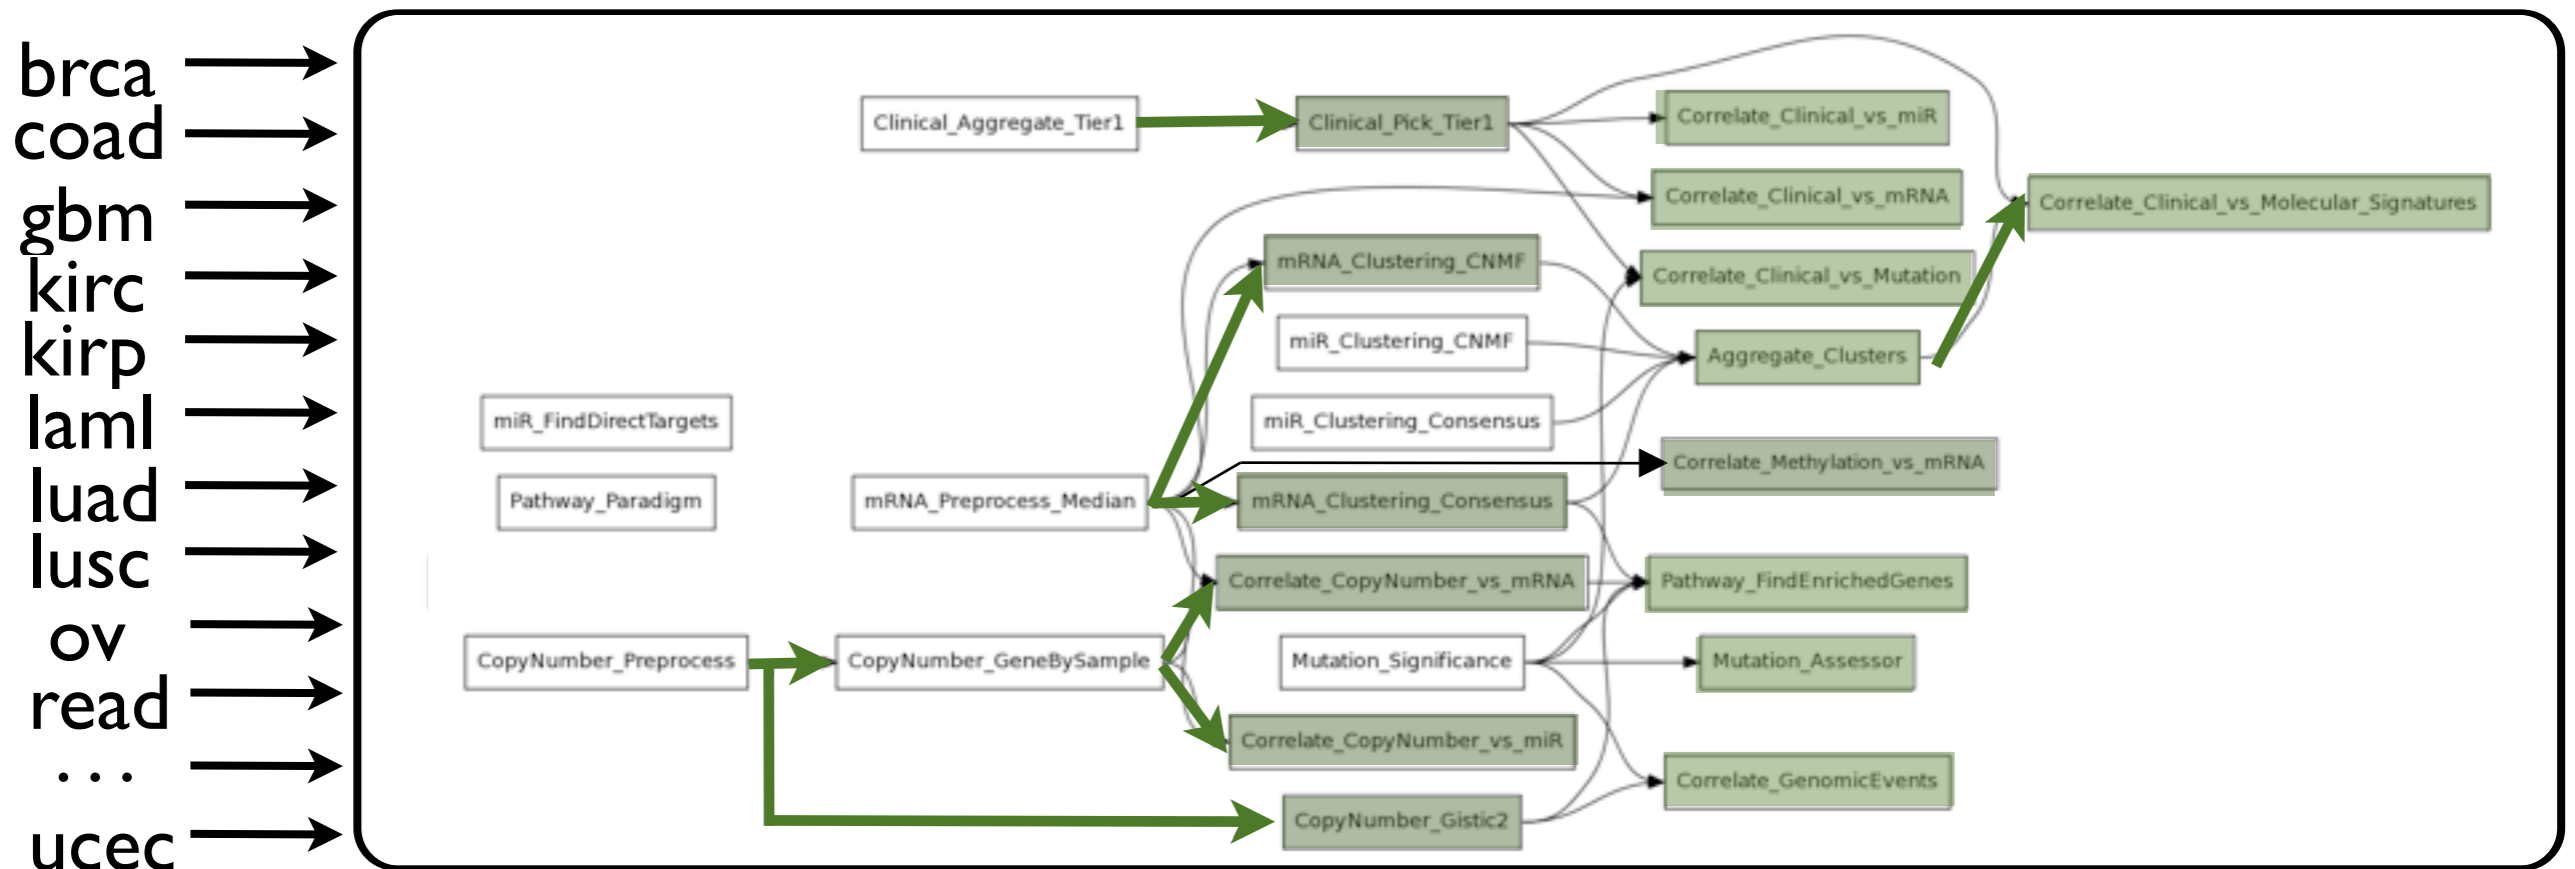 brca
coad
gbm
kirc
kirp
laml
luad
lusc
ov
read
...
ucec
Clinical_Aggregate_Tier1
Clinical_Pick_Tier1
Correlate_Clinical_vs_miR
Correlate_Clinical_vs_mRNA
Correlate_Clinical_vs_Molecular_Signatures
mRNA_Clustering_CNMF
Correlate_Clinical_vs_Mutation
miR_Clustering_CNMF
Aggregate_Clusters
miR_FindDirectTargets
miR_Clustering_Consensus
Correlate_Methylation_vs_mRNA
Pathway_Paradigm
mRNA_Preprocess_Median
mRNA_Clustering_Consensus
Correlate_CopyNumber_vs_mRNA
Pathway_FindEnrichedGenes
CopyNumber_Preprocess
CopyNumber_GeneBySample
Mutation_Significance
Mutation_Assessor
Correlate_CopyNumber_vs_miR
Correlate_GenomicEvents
CopyNumber_Gistic2